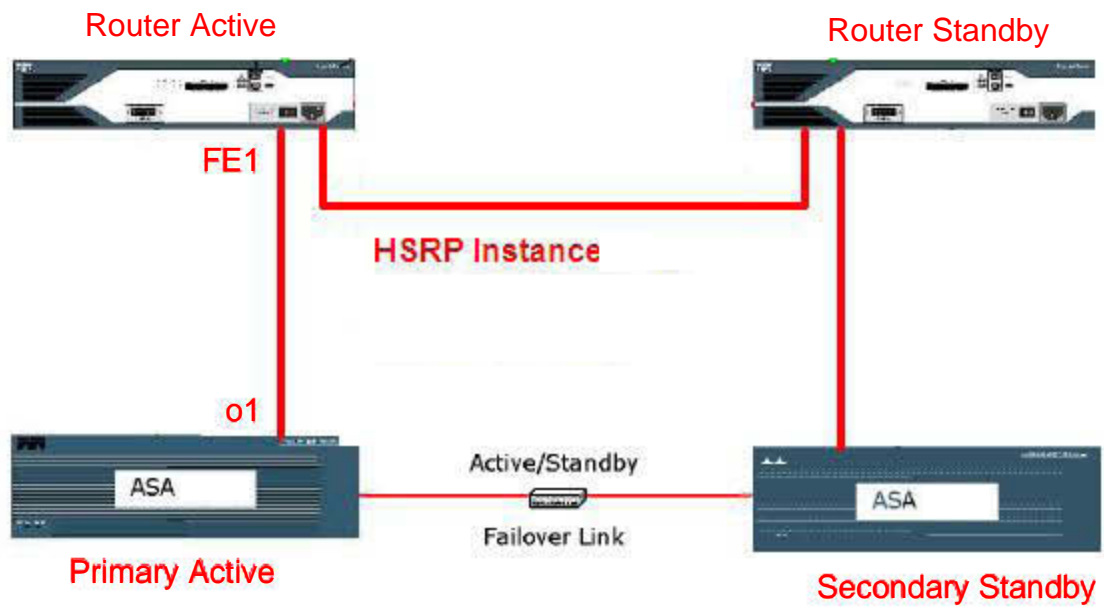 Router Active
Router Standby
FE1
HSRP Instance
o1
ASA
Active/Standby
Failover Link
ASA
Primary Active
Secondary Standby